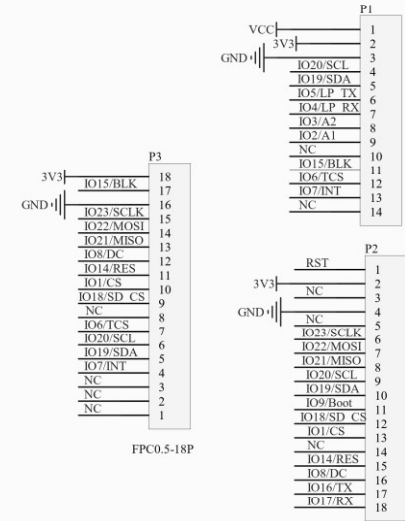 P1
VCC 1
3V3 2
GND 3
IO20/SCL 4
IO19/SDA 5
IO5/LP_TX 6
IO4/LP_RX 7
IO3/A2 8
IO2/A1 9
NC 10
IO15/BLK 11
IO6/TCS 12
IO7/INT 13
NC 14
P3
3V3 18
IO15/BLK 17
GND 16
IO23/SCLK 15
IO22/MOSI 14
IO21/MISO 13
IO8/DC 12
IO14/RES 11
IO1/CS 10
IO18/SD_CS 9
NC 8
IO6/TCS 7
IO20/SCL 6
IO19/SDA 5
IO7/INT 4
NC 3
NC 2
NC 1
FPC0.5-18P
P2
RST 1
3V3 2
NC 3
GND 4
NC 5
IO23/SCLK 6
IO22/MOSI 7
IO21/MISO 8
IO20/SCL 9
IO19/SDA 10
IO9/Boot 11
IO18/SD_CS 12
IO1/CS 13
NC 14
IO14/RES 15
IO8/DC 16
IO16/TX 17
IO17/RX 18